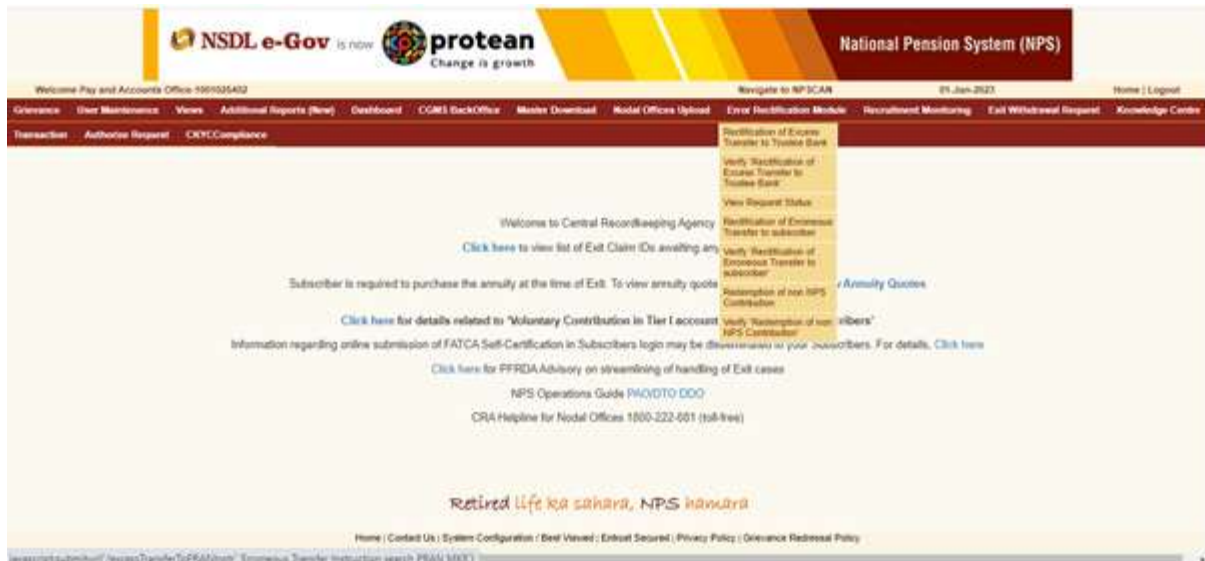 NSDL e-Gov is now protean
Change is growth
National Pension System (NPS)
Welcome Pay and Accounts Office
Navigate to NPSCAN
01-Jan-2023
Home | Logout
Grievance User Maintenance Views Additional Reports (New) Dashboard CGMS BackOffice Master Download Nodal Offices Upload Error Rectification Module Recruitment Monitoring Exit Withdrawal Request Knowledge Centre
Transaction Authorise Request CKYCCompliance
Rectification of Excess
Transfer to Trustee Bank
Verify 'Rectification of
Excess Transfer to
Trustee Bank'
View Request Status
Rectification of Erroneous
Transfer to subscriber
Verify 'Rectification of
Erroneous Transfer to
subscriber'
Redemption of non NPS
Contribution
Verify 'Redemption of non
NPS Contribution'
Welcome to Central Recordkeeping Agency
Click here to view list of Exit Claim IDs awaiting any
Subscriber is required to purchase the annuity at the time of Exit. To view annuity quote Annuity Quotes
Click here for details related to 'Voluntary Contribution in Tier I account
Information regarding online submission of FATCA Self-Certification in Subscribers login may be disseminated to your Subscribers. For details, Click here
Click here for PFRDA Advisory on streamlining of handling of Exit cases
NPS Operations Guide PAO/DTO DDO
CRA Helpline for Nodal Offices 1800-222-081 (toll-free)
Retired life ka sahara, NPS hamara
Home | Contact Us | System Configuration / Best Viewed | Entrust Secured | Privacy Policy | Grievance Redressal Policy